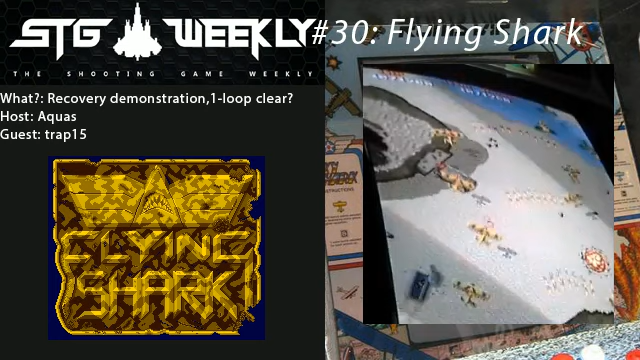 STG WEEKLY #30: Flying Shark
THE SHOOTING GAME WEEKLY
What?: Recovery demonstration,1-loop clear?
Host: Aquas
Guest: trap15
FLYING
SHARK!
INSTRUCTIONS